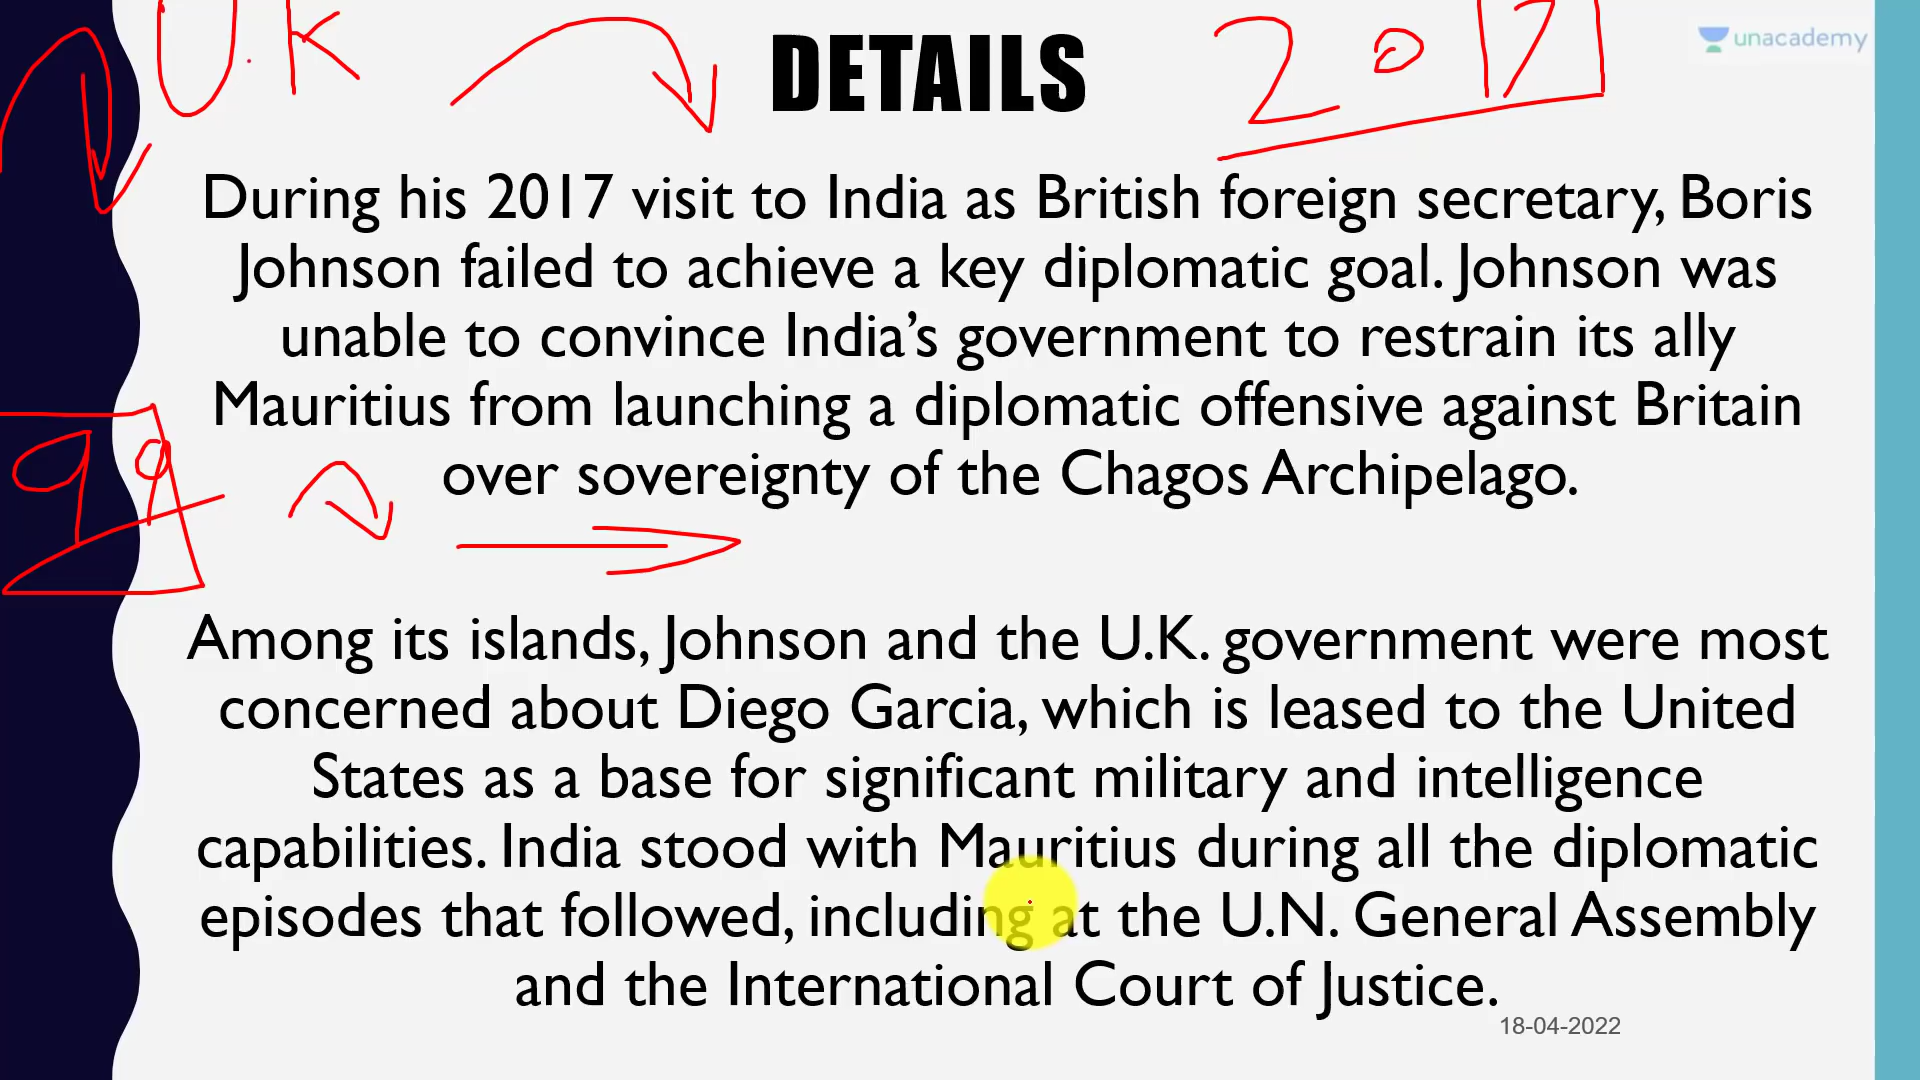 U.K
DETAILS
2017
unacademy
During his 2017 visit to India as British foreign secretary, Boris
Johnson failed to achieve a key diplomatic goal. Johnson was
unable to convince India’s government to restrain its ally
Mauritius from launching a diplomatic offensive against Britain
over sovereignty of the Chagos Archipelago.
99
Among its islands, Johnson and the U.K. government were most
concerned about Diego Garcia, which is leased to the United
States as a base for significant military and intelligence
capabilities. India stood with Mauritius during all the diplomatic
episodes that followed, including at the U.N. General Assembly
and the International Court of Justice.
18-04-2022